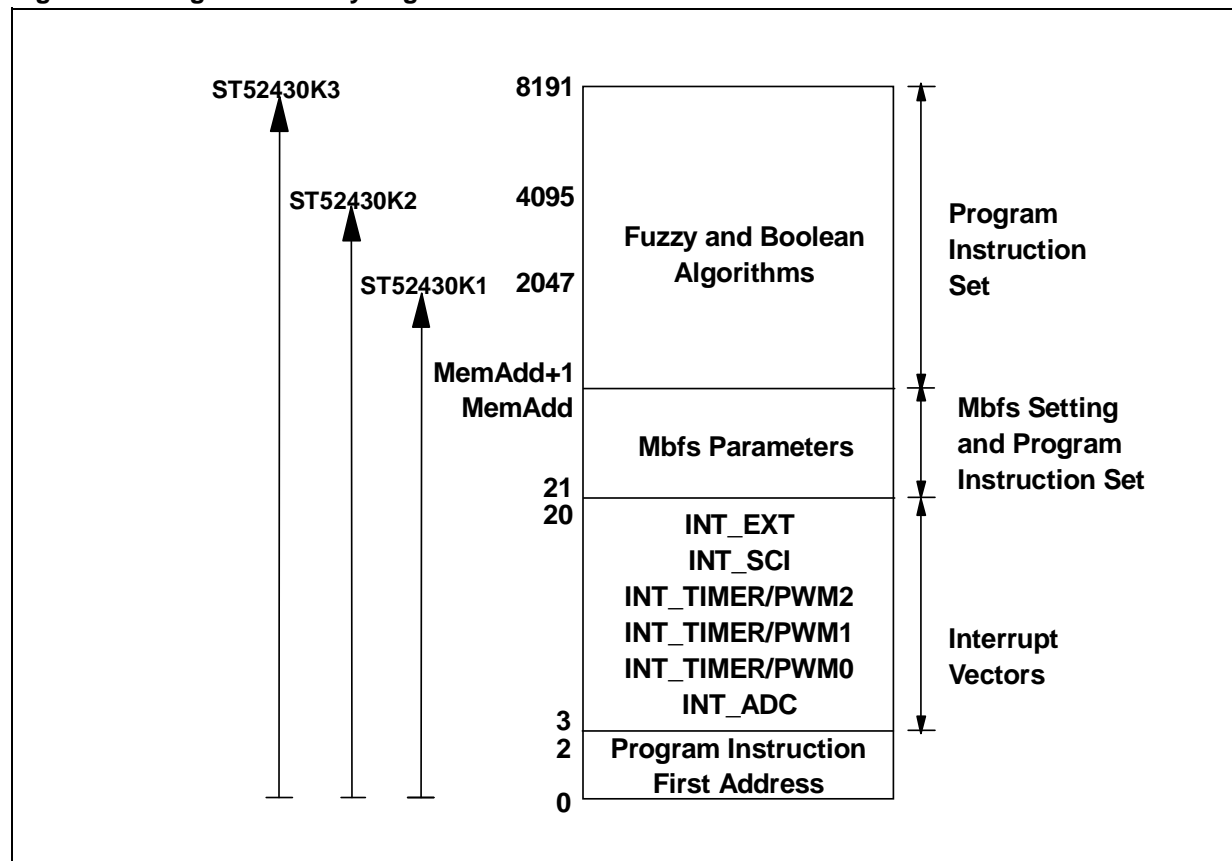 ST52430K3
8191
ST52430K2
4095
ST52430K1
2047
Fuzzy and Boolean
Algorithms
Program
Instruction
Set
MemAdd+1
MemAdd
Mbfs Parameters
Mbfs Setting
and Program
Instruction Set
21
20
INT_EXT
INT_SCI
INT_TIMER/PWM2
INT_TIMER/PWM1
INT_TIMER/PWM0
INT_ADC
Interrupt
Vectors
3
2
Program Instruction
First Address
0